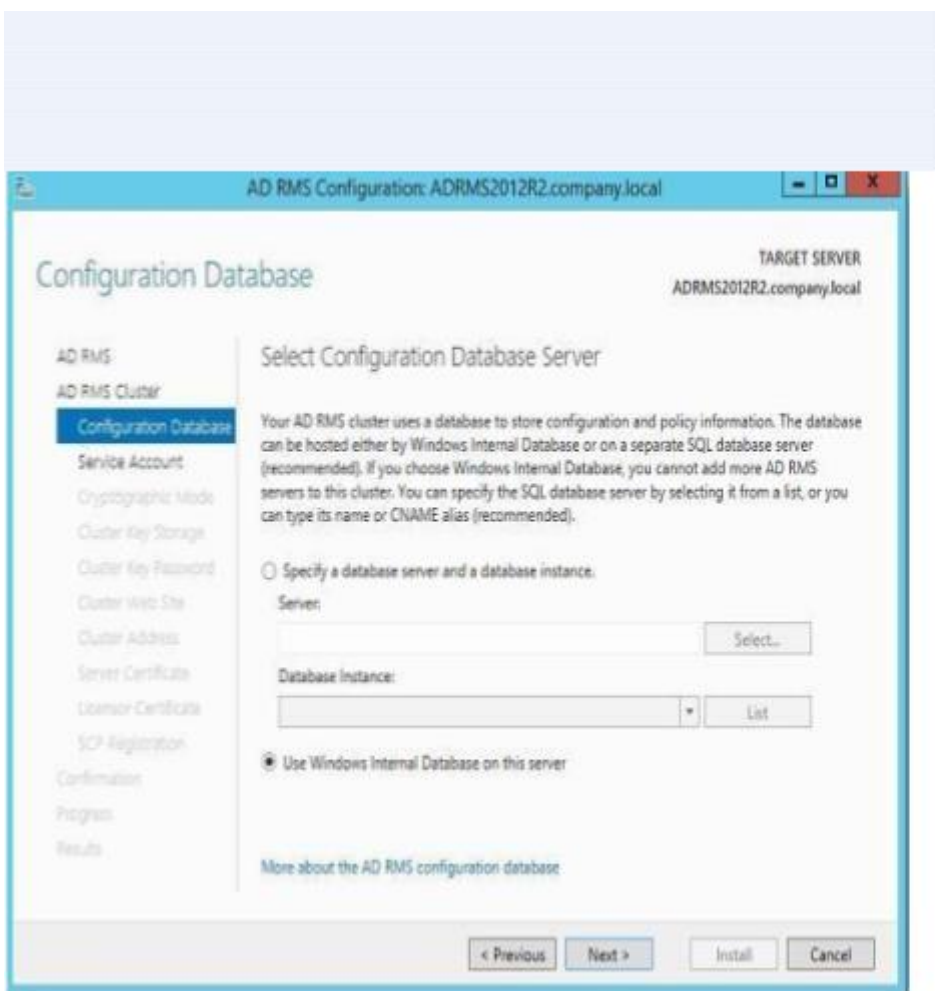 AD RMS Configuration: ADRMS2012R2.company.local
Configuration Database
TARGET SERVER
ADRMS2012R2.company.local
AD RMS
AD RMS Cluster
Configuration Database
Service Account
Cryptographic Mode
Cluster Key Storage
Cluster Key Password
Cluster Web Site
Cluster Address
Server Certificate
Licensor Certificate
SCP Registration
Confirmation
Progress
Results
Select Configuration Database Server
Your AD RMS cluster uses a database to store configuration and policy information. The database
can be hosted either by Windows Internal Database or on a separate SQL database server
(recommended). If you choose Windows Internal Database, you cannot add more AD RMS
servers to this cluster. You can specify the SQL database server by selecting it from a list, or you
can type its name or CNAME alias (recommended).
Specify a database server and a database instance.
Server:
Select...
Database Instance:
List
Use Windows Internal Database on this server
More about the AD RMS configuration database
< Previous
Next >
Install
Cancel